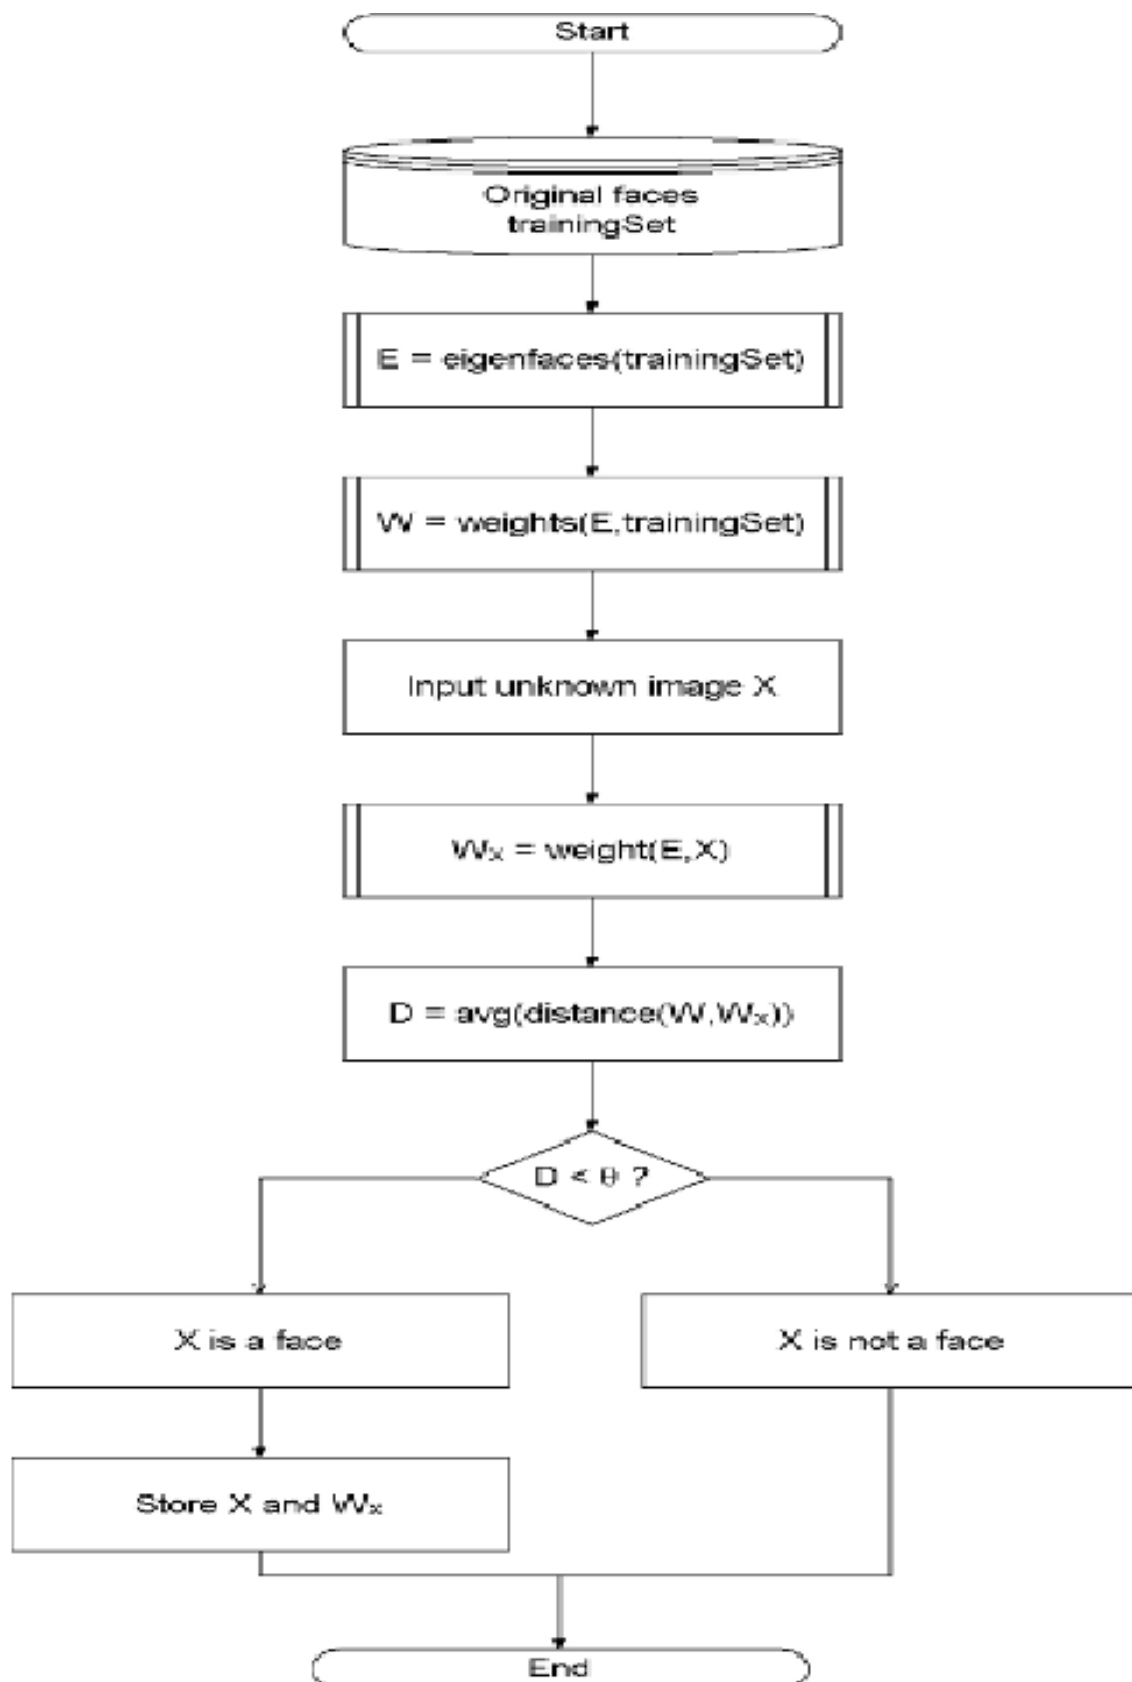 Start
Original faces
trainingSet
E = eigenfaces(trainingSet)
W = weights(E,trainingSet)
Input unknown image X
Wₓ = weight(E,X)
D = avg(distance(W,Wₓ))
D < θ ?
X is a face
X is not a face
Store X and Wₓ
End